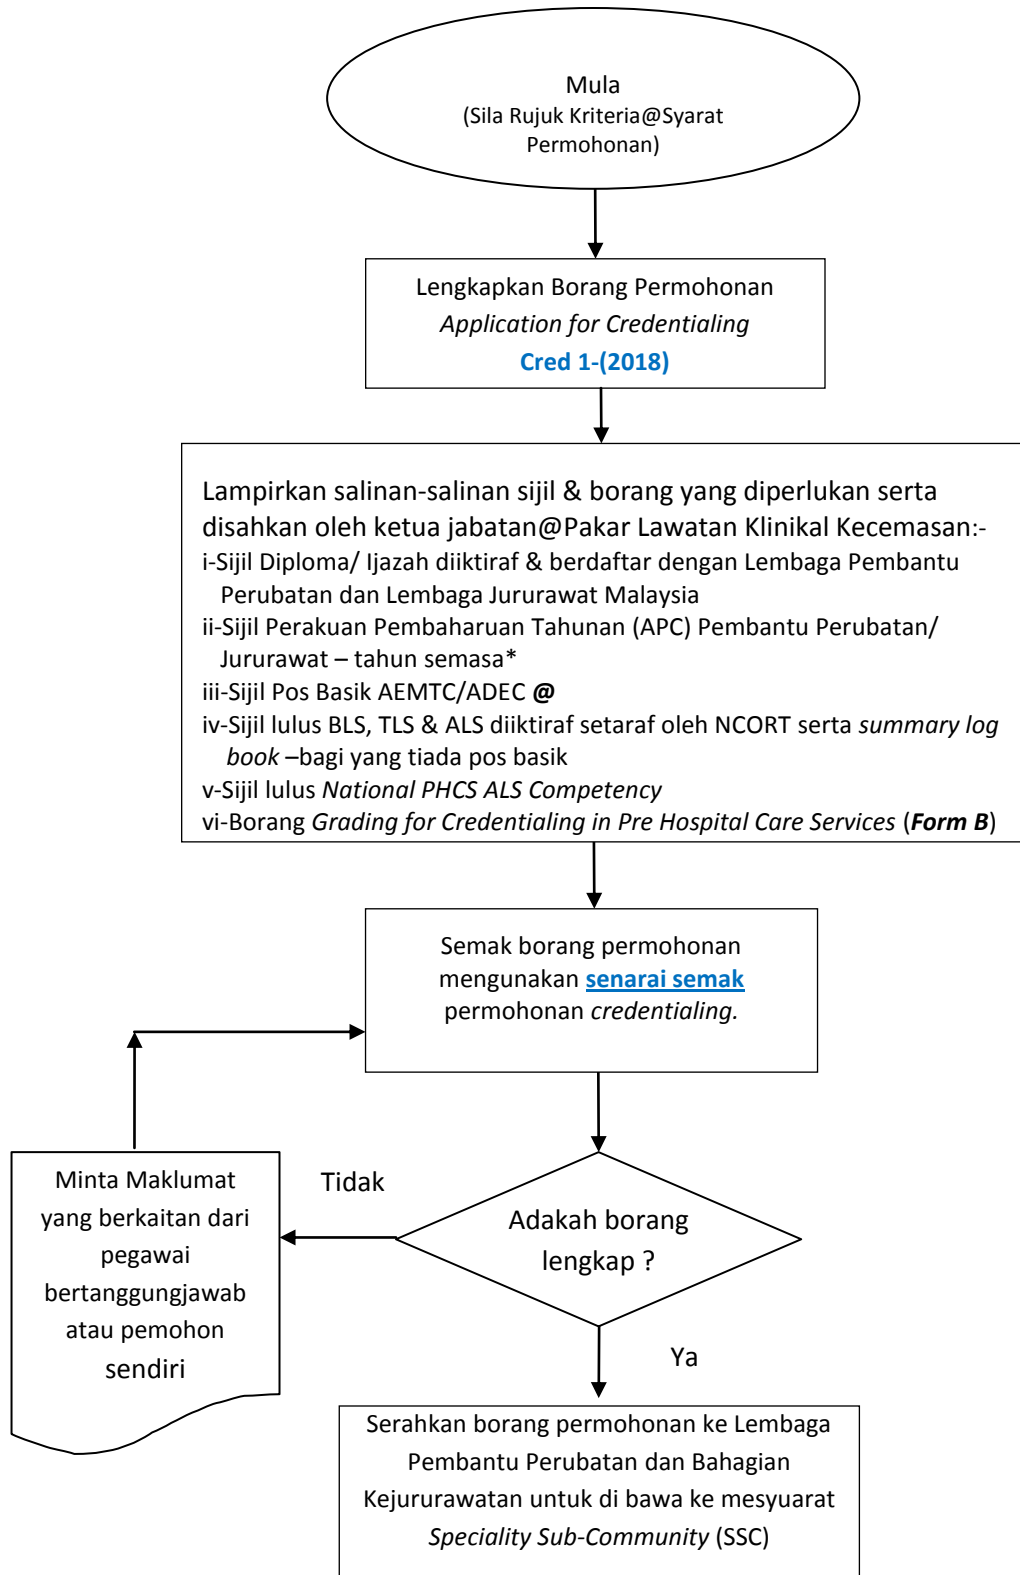 Mula
(Sila Rujuk Kriteria@Syarat
Permohonan)
Lengkapkan Borang Permohonan
Application for Credentialing
Cred 1-(2018)
Lampirkan salinan-salinan sijil & borang yang diperlukan serta
disahkan oleh ketua jabatan@Pakar Lawatan Klinikal Kecemasan:-
i-Sijil Diploma/ Ijazah diiktiraf & berdaftar dengan Lembaga Pembantu
Perubatan dan Lembaga Jururawat Malaysia
ii-Sijil Perakuan Pembaharuan Tahunan (APC) Pembantu Perubatan/
Jururawat – tahun semasa*
iii-Sijil Pos Basik AEMTC/ADEC @
iv-Sijil lulus BLS, TLS & ALS diiktiraf setaraf oleh NCORT serta summary log
book –bagi yang tiada pos basik
v-Sijil lulus National PHCS ALS Competency
vi-Borang Grading for Credentialing in Pre Hospital Care Services (Form B)
Semak borang permohonan
mengunakan senarai semak
permohonan credentialing.
Minta Maklumat
yang berkaitan dari
pegawai
bertanggungjawab
atau pemohon
sendiri
Tidak
Adakah borang
lengkap ?
Ya
Serahkan borang permohonan ke Lembaga
Pembantu Perubatan dan Bahagian
Kejururawatan untuk di bawa ke mesyuarat
Speciality Sub-Community (SSC)